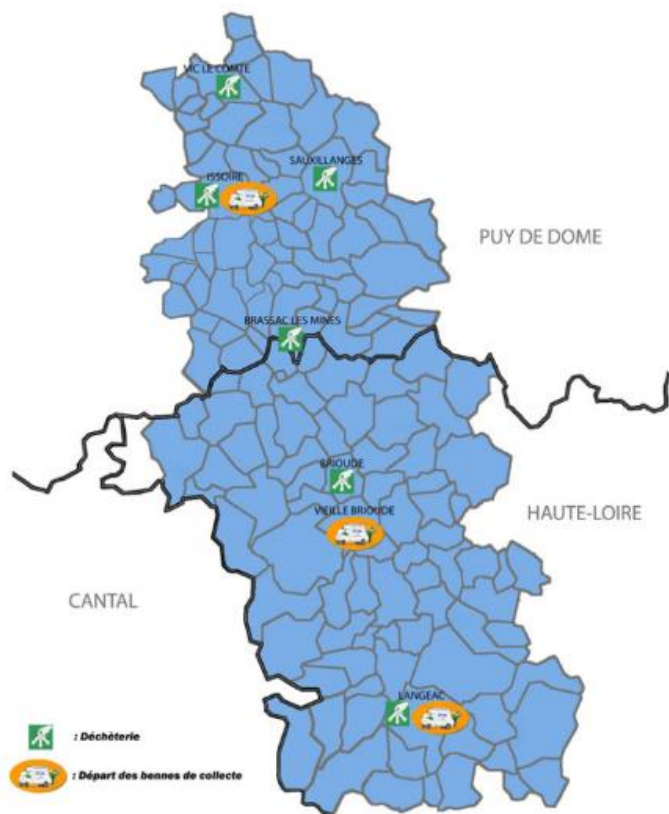 VIC LE COMTE
SAUXILLANGES
ISSOIRE
PUY DE DOME
BRASSAC LES MINES
BRIOUDE
VIEILLE BRIOUDE
HAUTE-LOIRE
CANTAL
LANGEAC
: Déchèterie
: Départ des bennes de collecte